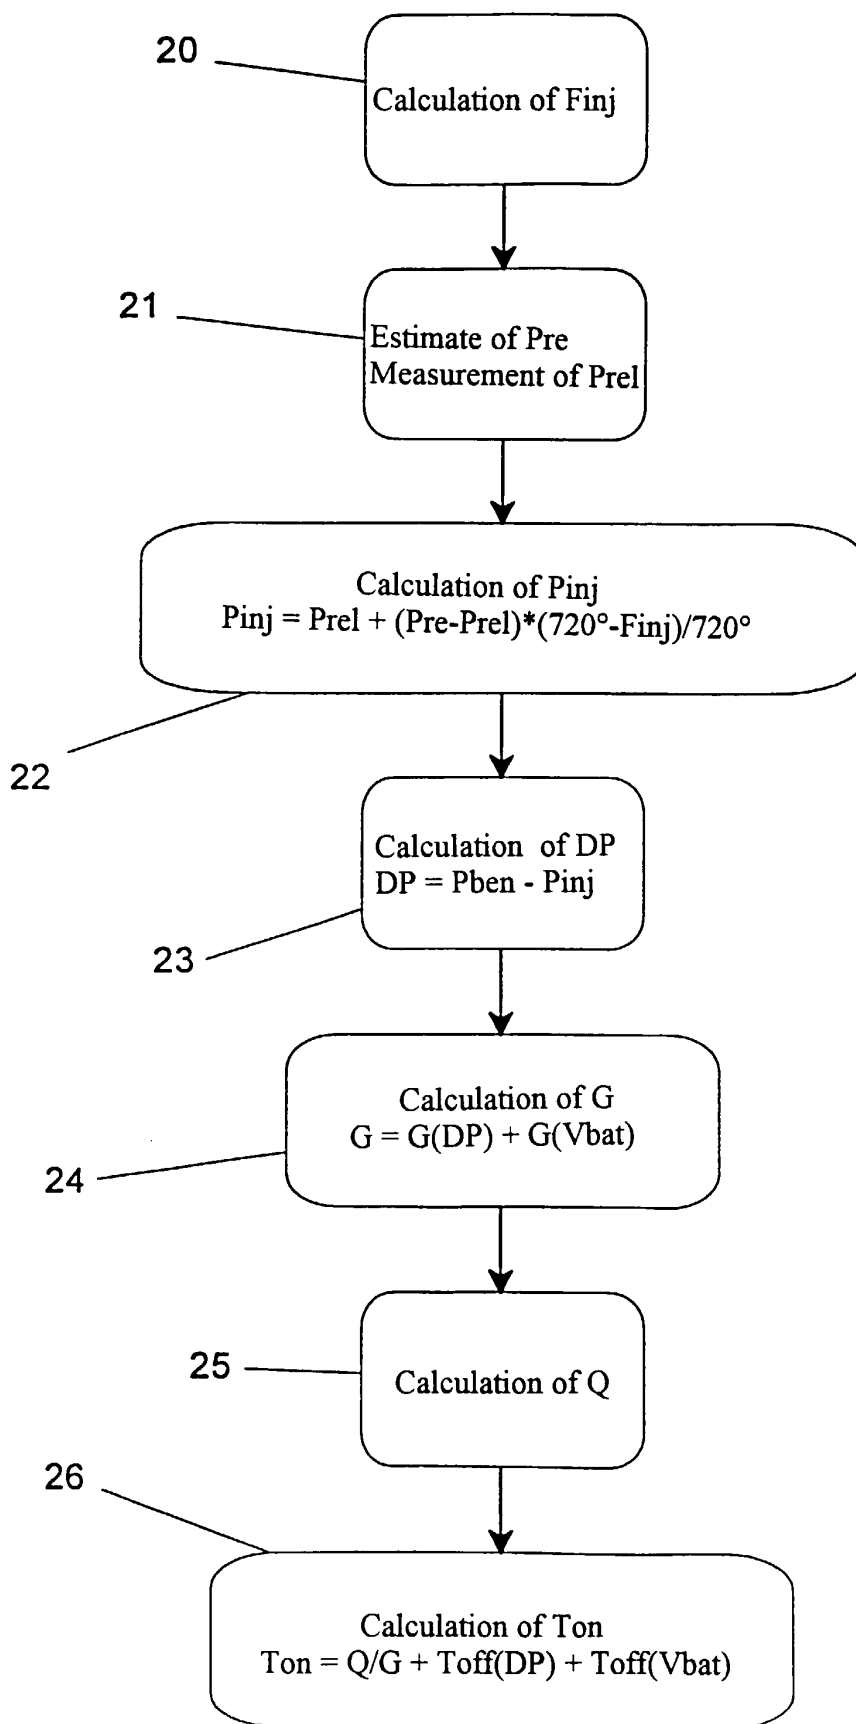 20
Calculation of Finj
21
Estimate of Pre
Measurement of Prel
Calculation of Pinj
Pinj = Prel + (Pre-Prel)*(720°-Finj)/720°
22
Calculation of DP
DP = Pben - Pinj
23
Calculation of G
G = G(DP) + G(Vbat)
24
25
Calculation of Q
26
Calculation of Ton
Ton = Q/G + Toff(DP) + Toff(Vbat)